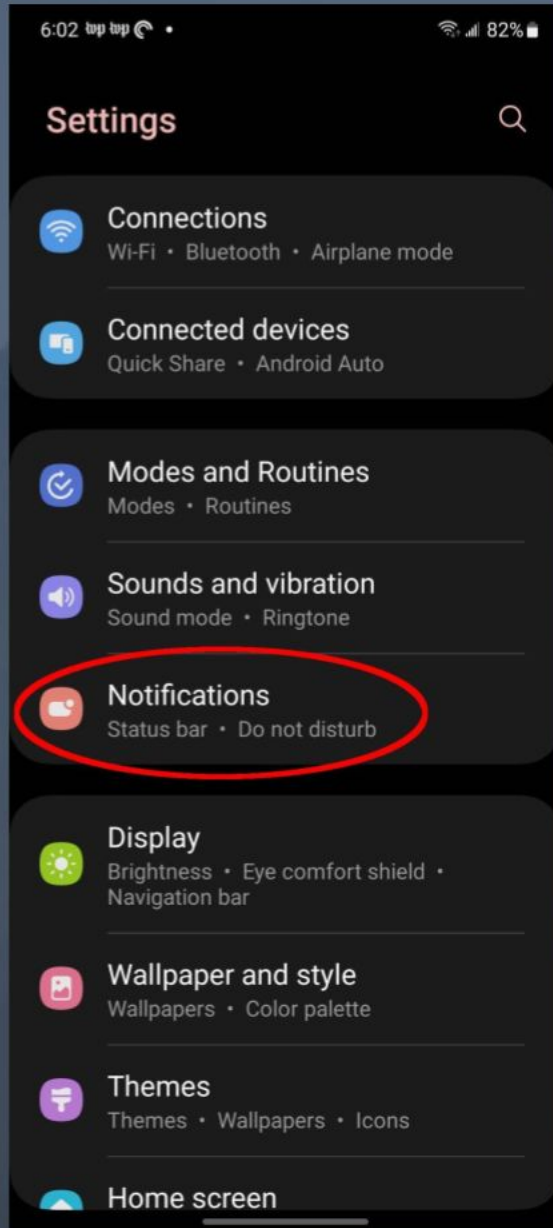 6:02 wp wp
82%
Settings
Connections
Wi-Fi • Bluetooth • Airplane mode
Connected devices
Quick Share • Android Auto
Modes and Routines
Modes • Routines
Sounds and vibration
Sound mode • Ringtone
Notifications
Status bar • Do not disturb
Display
Brightness • Eye comfort shield •
Navigation bar
Wallpaper and style
Wallpapers • Color palette
Themes
Themes • Wallpapers • Icons
Home screen